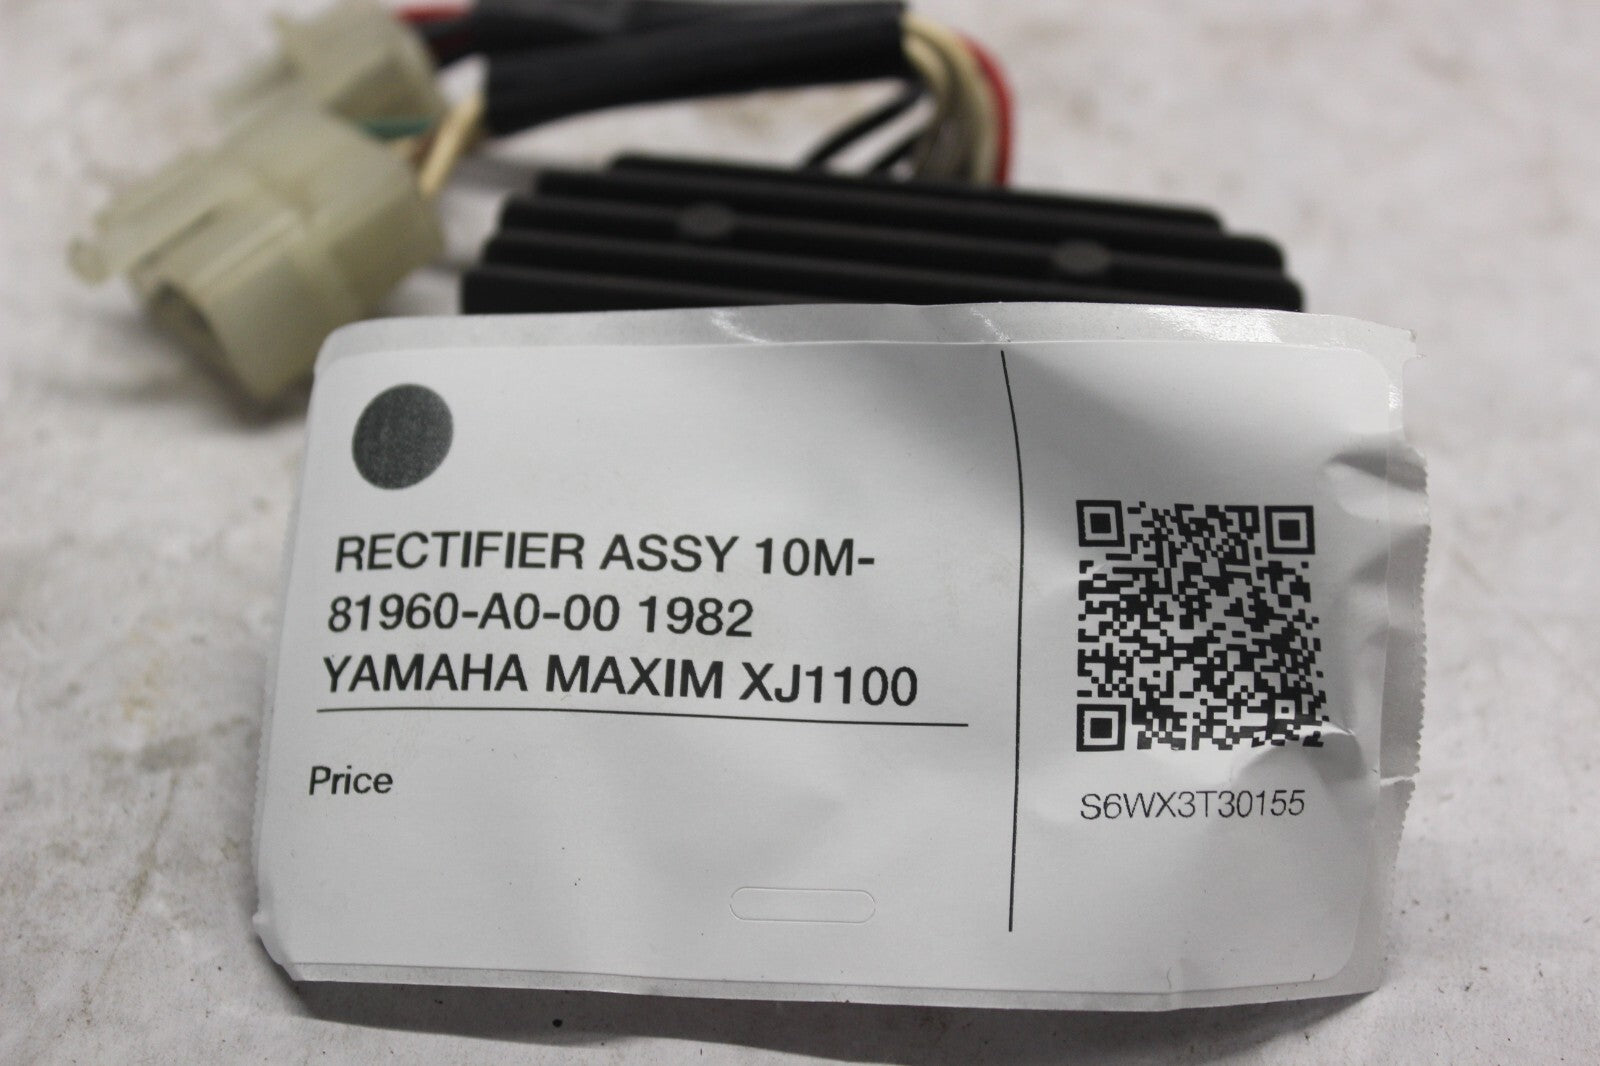 RECTIFIER ASSY 10M-
81960-A0-00 1982
YAMAHA MAXIM XJ1100
Price
S6WX3T30155